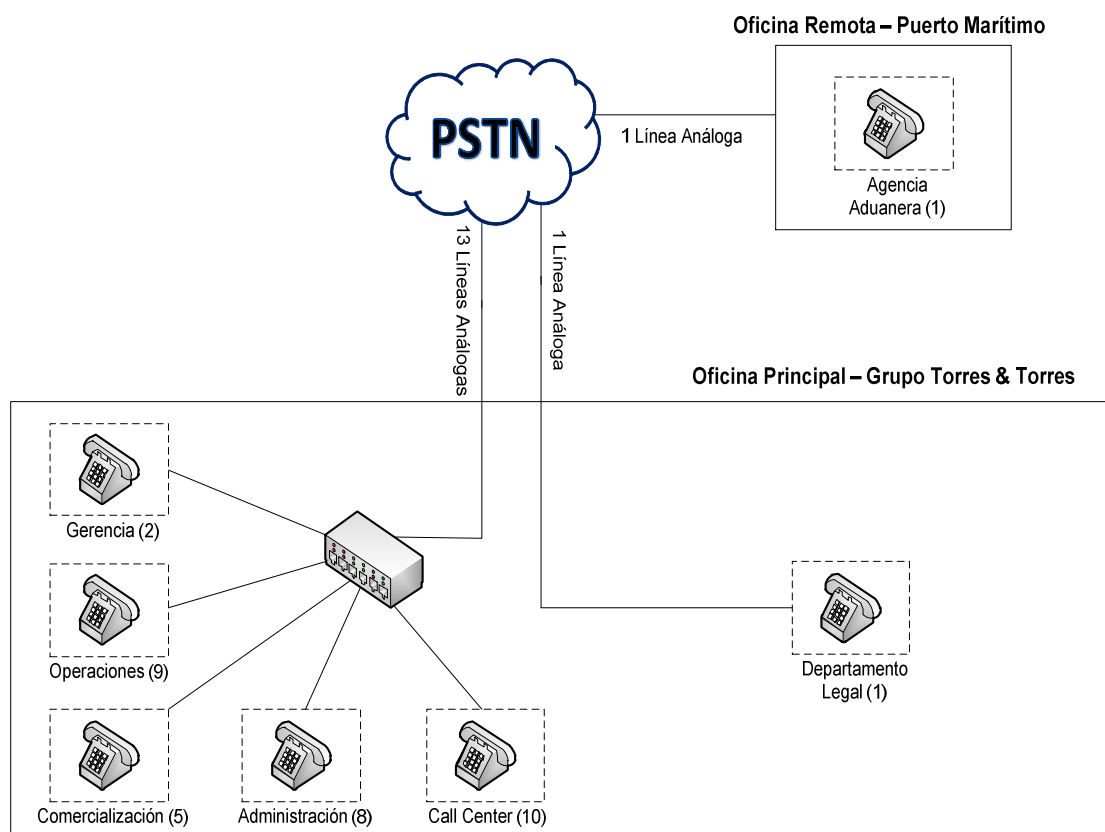 Oficina Remota – Puerto Marítimo
PSTN
1 Línea Análoga
Agencia
Aduanera (1)
13 Líneas Análogas
1 Línea Análoga
Oficina Principal – Grupo Torres & Torres
Gerencia (2)
Operaciones (9)
Departamento
Legal (1)
Comercialización (5)
Administración (8)
Call Center (10)